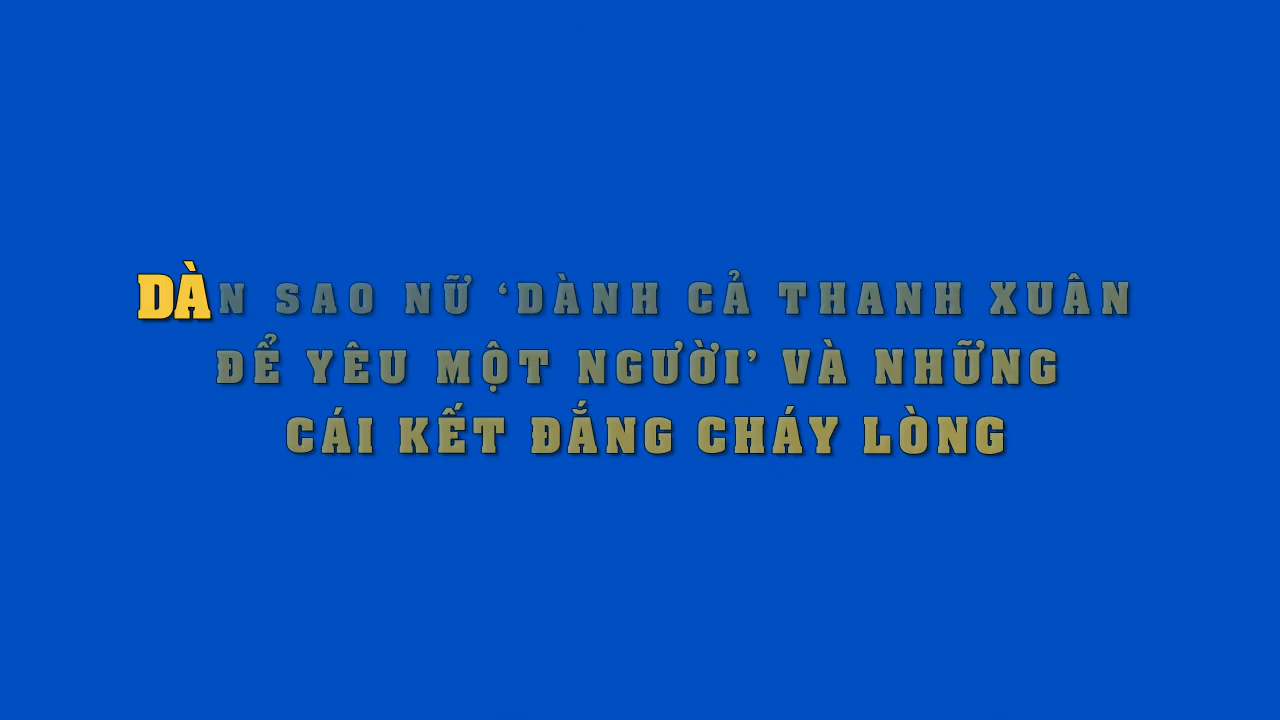 DÀN SAO NỮ ‘DÀNH CẢ THANH XUÂN
ĐỂ YÊU MỘT NGƯỜI’ VÀ NHỮNG
CÁI KẾT ĐẮNG CHÁY LÒNG